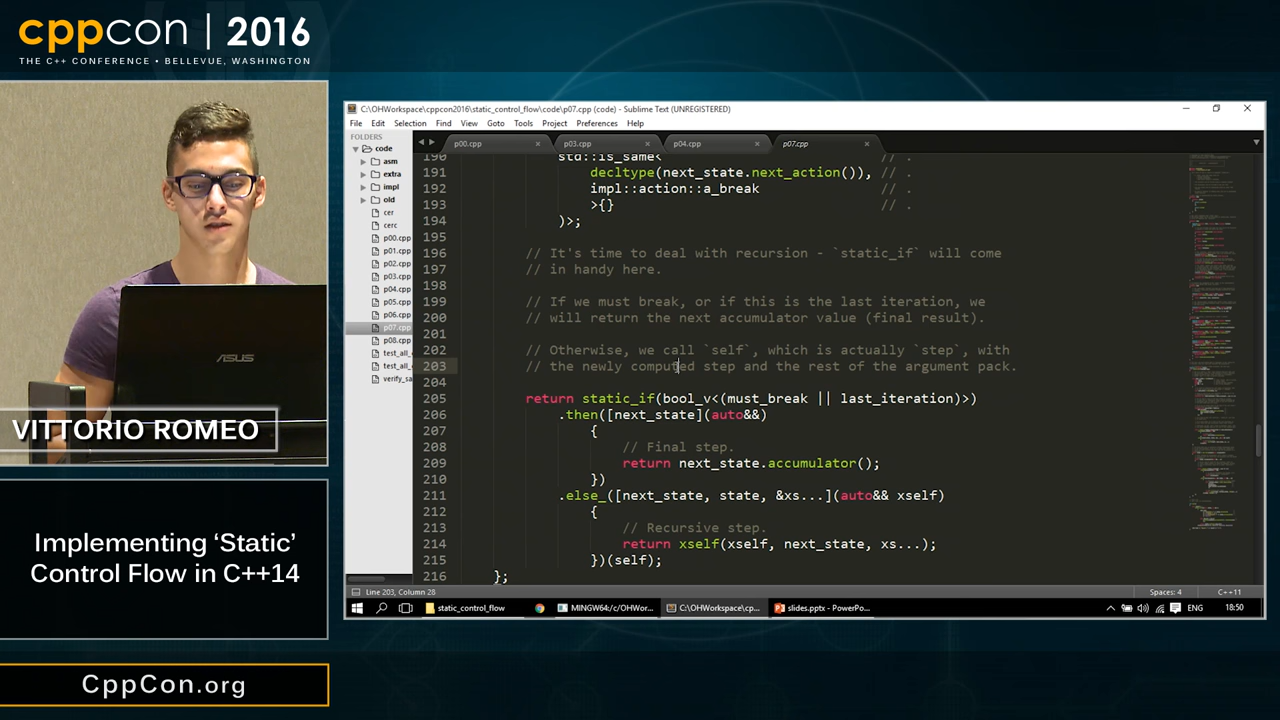 cppcon | 2016
THE C++ CONFERENCE • BELLEVUE, WASHINGTON
ASUS
VITTORIO ROMEO
Implementing ‘Static’
Control Flow in C++14
CppCon.org
C:\OHWorkspace\cppcon2016\static_control_flow\code\p07.cpp (code) - Sublime Text (UNREGISTERED)
File Edit Selection Find View Goto Tools Project Preferences Help
FOLDERS
code
asm
extra
impl
old
cer
cerc
p00.cpp
p01.cpp
p02.cpp
p03.cpp
p04.cpp
p05.cpp
p06.cpp
p07.cpp
p08.cpp
test_all_
test_all_
verify_sa
p00.cpp p03.cpp p04.cpp p07.cpp
190 std::is_same< // .
191 decltype(next_state.next_action()), // .
192 impl::action::a_break // .
193 >{} // .
194 )>;
195
196 // It's time to deal with recursion - `static_if` will come
197 // in handy here.
198
199 // If we must break, or if this is the last iteration, we
200 // will return the next accumulator value (final result).
201
202 // Otherwise, we call `self`, which is actually `step`, with
203 // the newly computed step and the rest of the argument pack.
204
205 return static_if(bool_v<(must_break || last_iteration)>)
206 .then([next_state](auto&&)
207 {
208 // Final step.
209 return next_state.accumulator();
210 })
211 .else_([next_state, state, &xs...](auto&& xself)
212 {
213 // Recursive step.
214 return xself(xself, next_state, xs...);
215 })(self);
216 };
Line 203, Column 28 Spaces: 4 C++11
static_control_flow MINGW64:/c/OHWor... C:\OHWorkspace\cp... slides.pptx - PowerPo... ENG 18:50